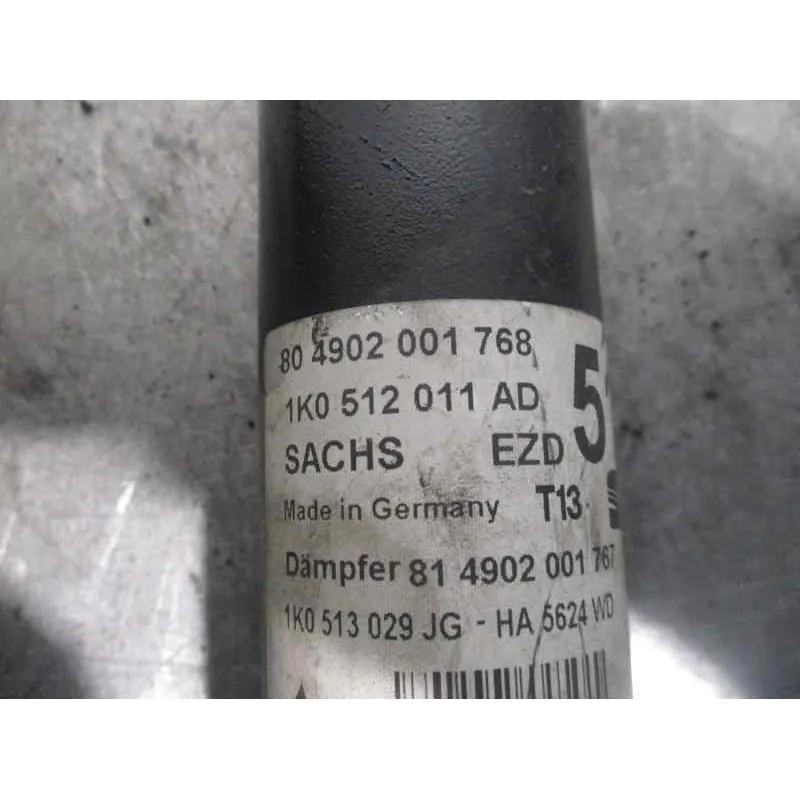 80 4902 001 768
1K0 512 011 AD
SACHS EZD
Made in Germany T13
Dämpfer 81 4902 001 767
1K0 513 029 JG - HA 5624 WD